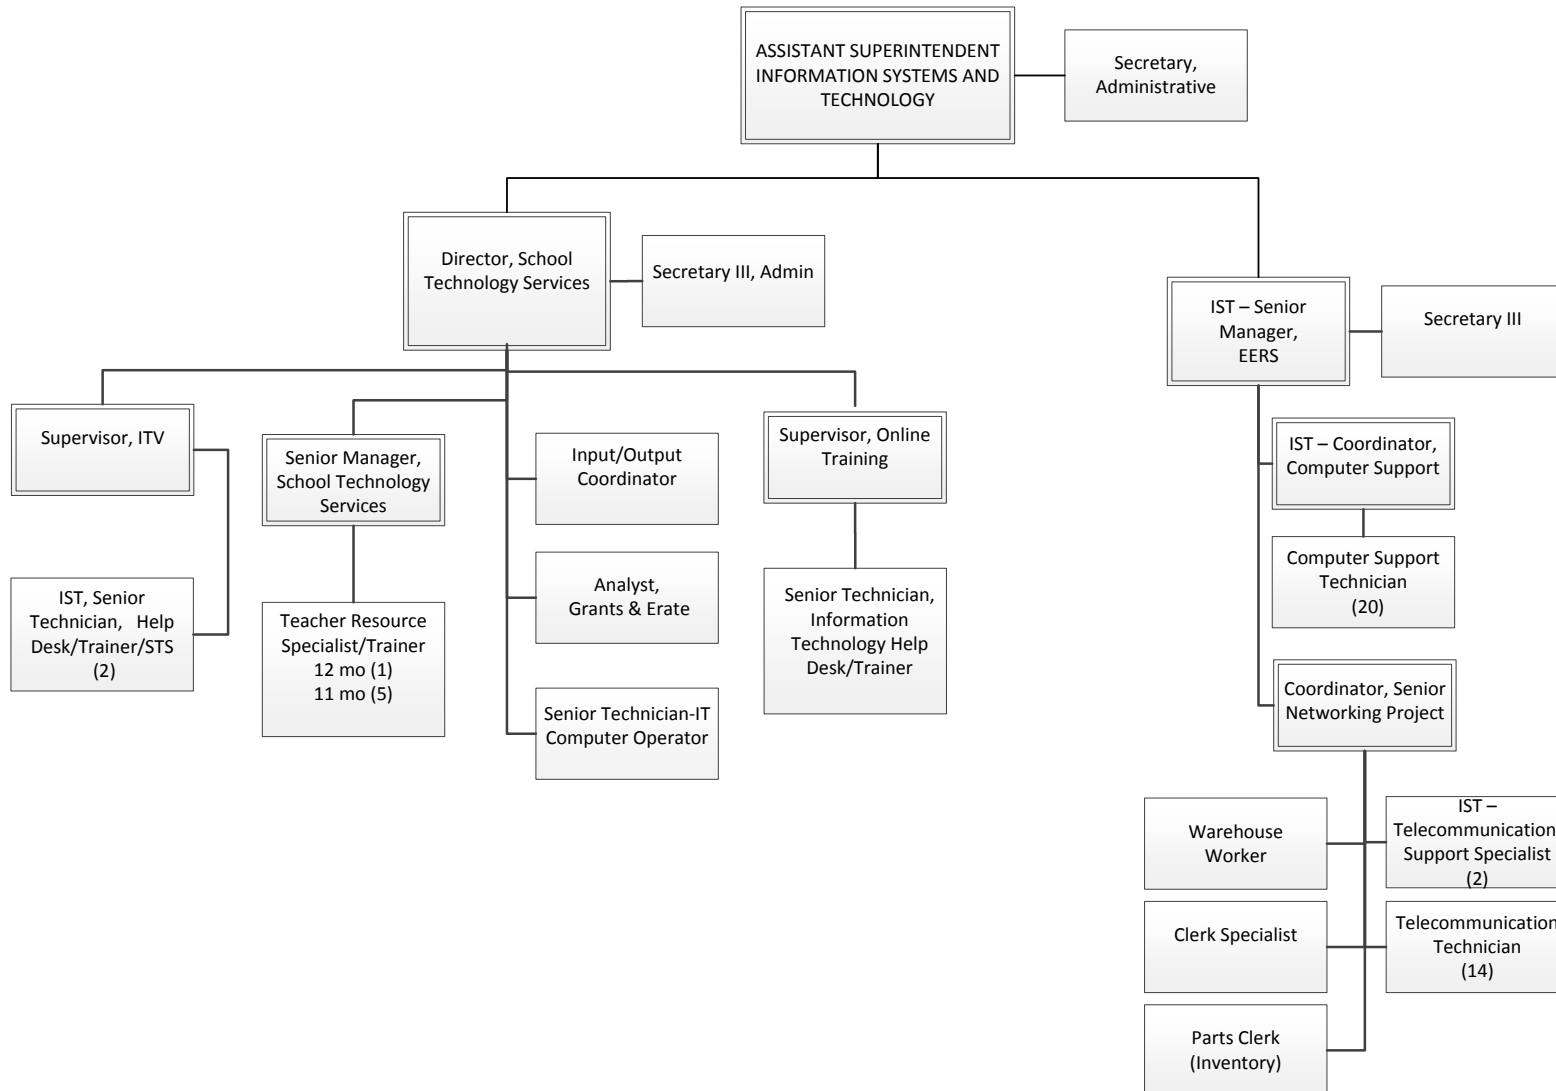 ASSISTANT SUPERINTENDENT
INFORMATION SYSTEMS AND
TECHNOLOGY
Secretary,
Administrative
Director, School
Technology Services
Secretary III, Admin
IST – Senior
Manager,
EERS
Secretary III
Supervisor, ITV
Senior Manager,
School Technology
Services
Input/Output
Coordinator
Supervisor, Online
Training
IST – Coordinator,
Computer Support
IST, Senior
Technician, Help
Desk/Trainer/STS
(2)
Teacher Resource
Specialist/Trainer
12 mo (1)
11 mo (5)
Analyst,
Grants & Erate
Senior Technician,
Information
Technology Help
Desk/Trainer
Computer Support
Technician
(20)
Senior Technician-IT
Computer Operator
Coordinator, Senior
Networking Project
Warehouse
Worker
IST –
Telecommunication
Support Specialist
(2)
Clerk Specialist
Telecommunication
Technician
(14)
Parts Clerk
(Inventory)